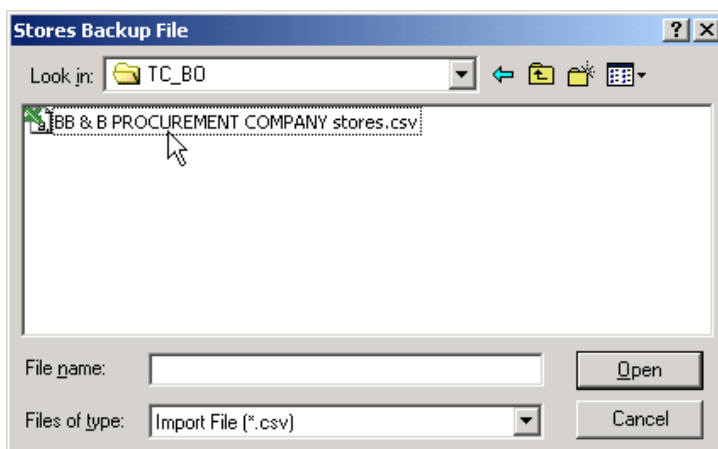 Stores Backup File
Look in: TC_BO
BB & B PROCUREMENT COMPANY stores.csv
File name: Open
Files of type: Import File (*.csv) Cancel